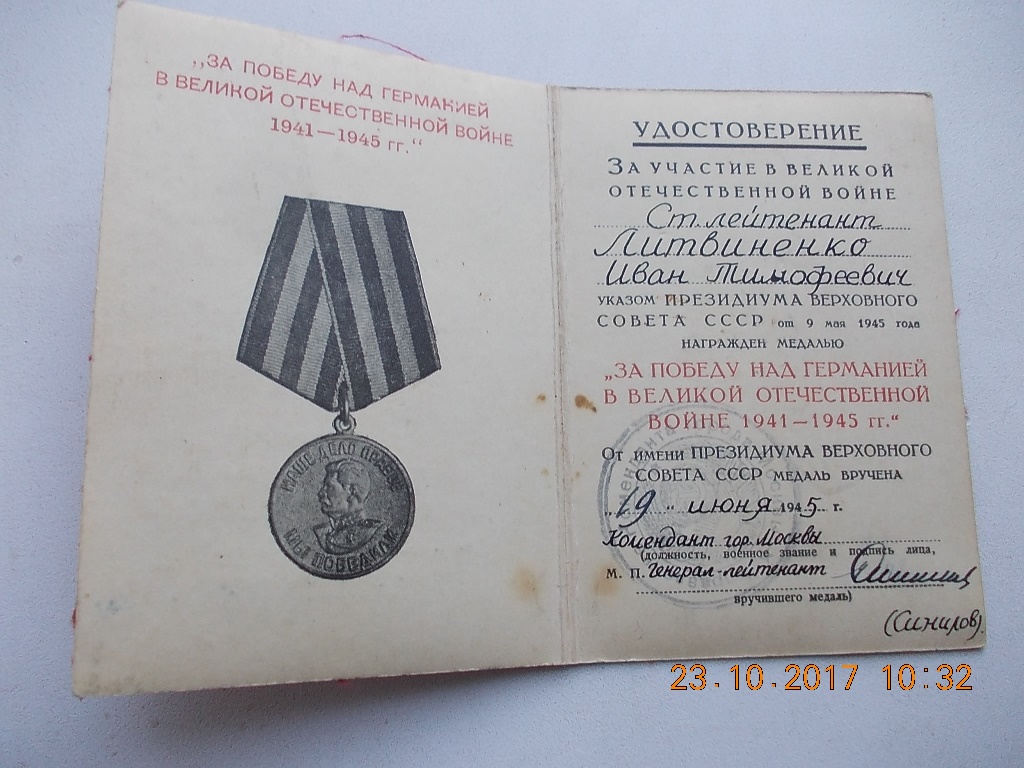 „ЗА ПОБЕДУ НАД ГЕРМАНИЕЙ
В ВЕЛИКОЙ ОТЕЧЕСТВЕННОЙ ВОЙНЕ
1941—1945 гг.“
НАШЕ ДЕЛО ПРАВОЕ
МЫ ПОБЕДИЛИ
УДОСТОВЕРЕНИЕ
ЗА УЧАСТИЕ В ВЕЛИКОЙ
ОТЕЧЕСТВЕННОЙ ВОЙНЕ
Ст. лейтенант
Литвиненко
Иван Тимофеевич
УКАЗОМ ПРЕЗИДИУМА ВЕРХОВНОГО
СОВЕТА СССР от 9 мая 1945 года
НАГРАЖДЕН МЕДАЛЬЮ
„ЗА ПОБЕДУ НАД ГЕРМАНИЕЙ
В ВЕЛИКОЙ ОТЕЧЕСТВЕННОЙ
ВОЙНЕ 1941—1945 гг.“
ОТ ИМЕНИ ПРЕЗИДИУМА ВЕРХОВНОГО
СОВЕТА СССР МЕДАЛЬ ВРУЧЕНА
„19 “ июня 1945 г.
Комендант гор. Москвы
(должность, военное звание и подпись лица,
М. П. Генерал-лейтенант
вручившего медаль)
(Синилов).
23.10.2017 10:32